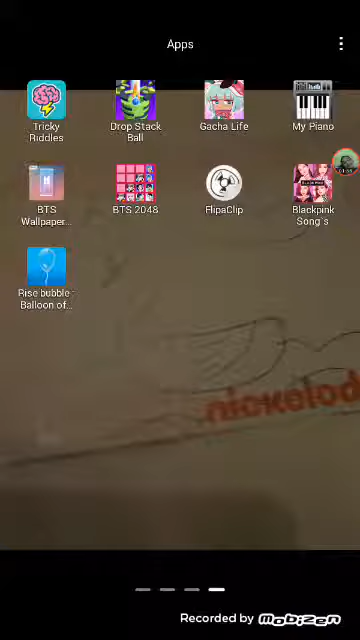 Apps
Tricky
Riddles
Drop Stack
Ball
Gacha Life
My Piano
BTS
Wallpaper...
BTS 2048
FlipaClip
Blackpink
Song's
Rise bubble :
Balloon of...
nickelod
Recorded by Mobizen